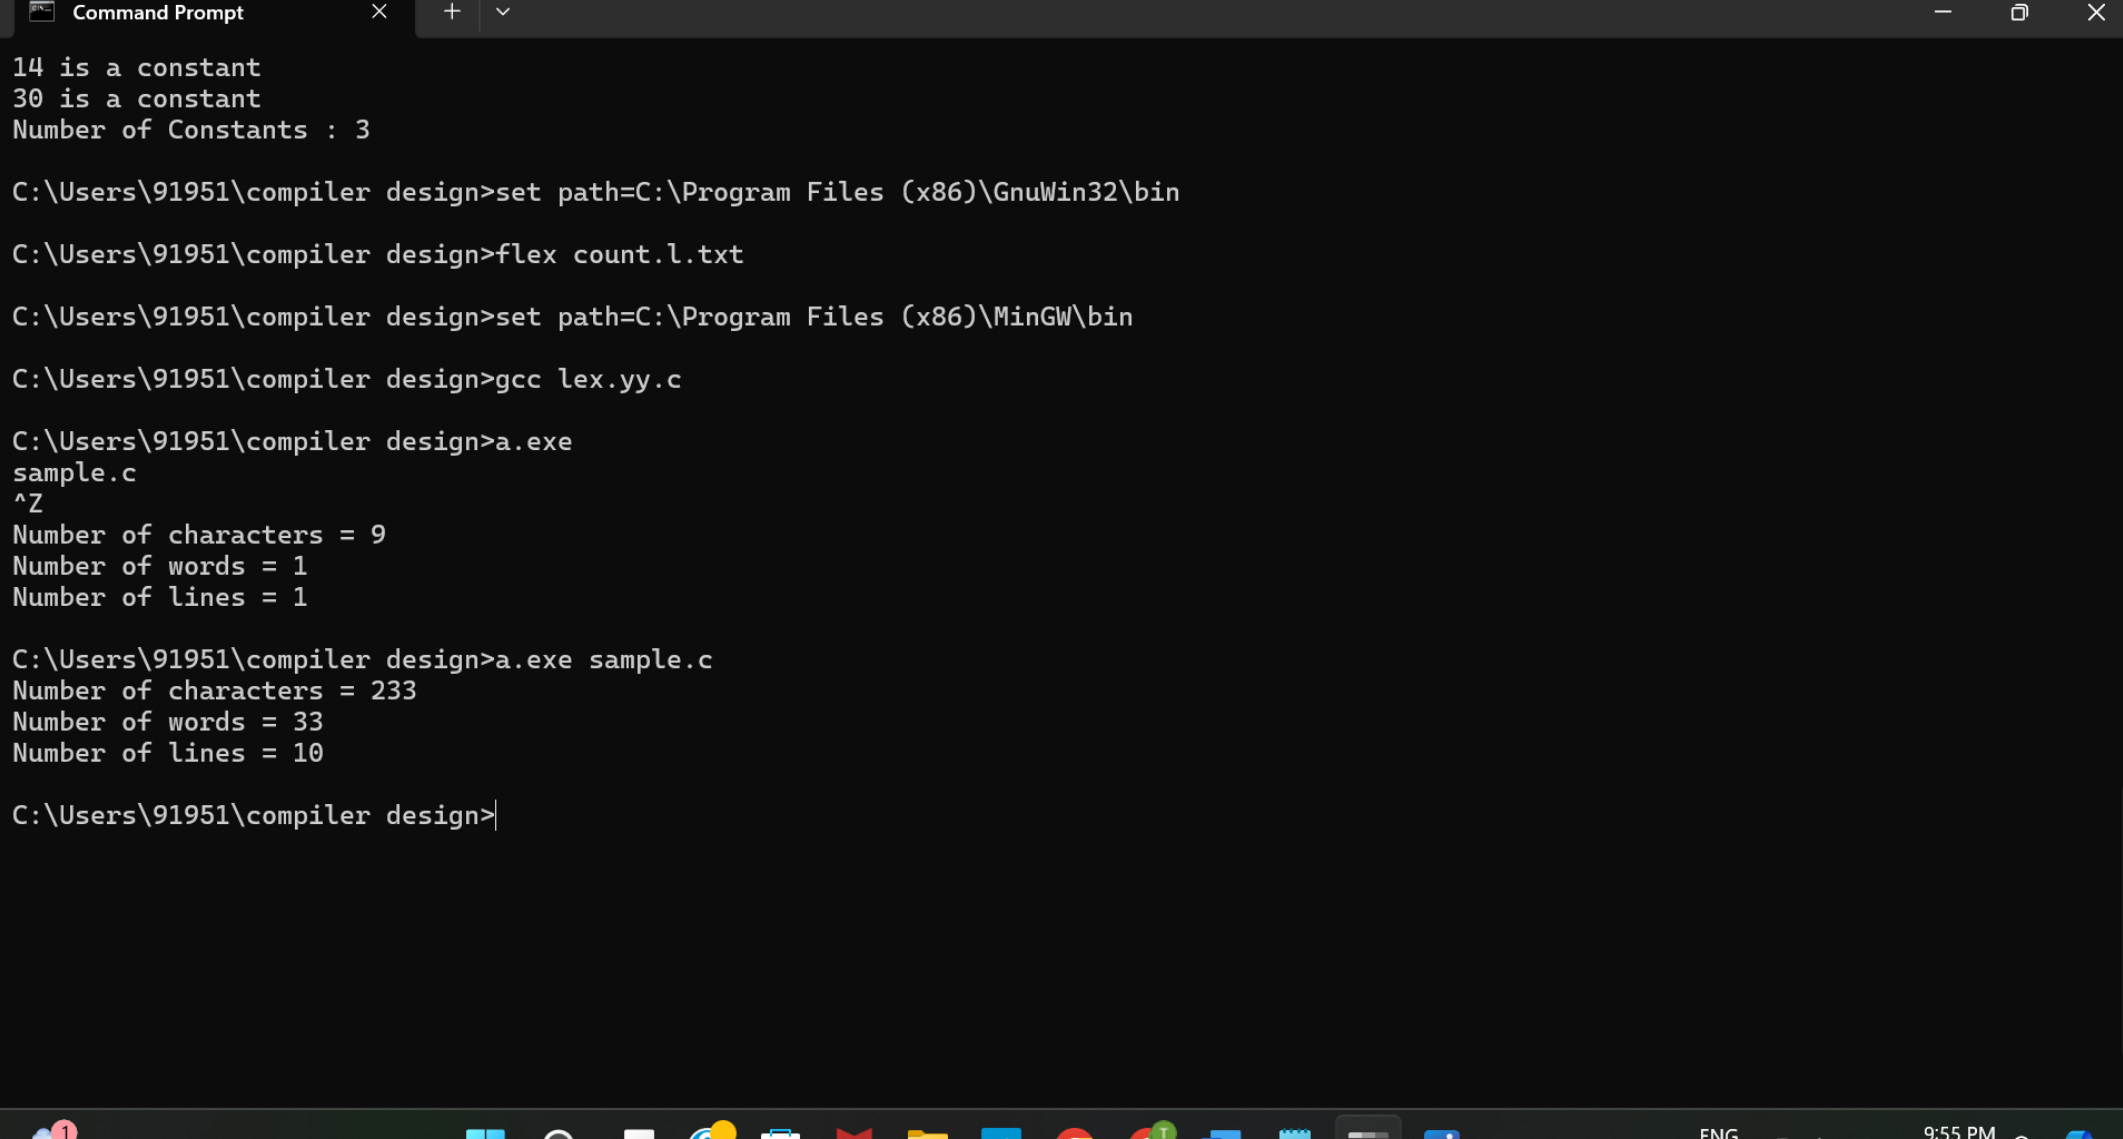 Command Prompt
14 is a constant
30 is a constant
Number of Constants : 3
C:\Users\91951\compiler design>set path=C:\Program Files (x86)\GnuWin32\bin
C:\Users\91951\compiler design>flex count.l.txt
C:\Users\91951\compiler design>set path=C:\Program Files (x86)\MinGW\bin
C:\Users\91951\compiler design>gcc lex.yy.c
C:\Users\91951\compiler design>a.exe
sample.c
^Z
Number of characters = 9
Number of words = 1
Number of lines = 1
C:\Users\91951\compiler design>a.exe sample.c
Number of characters = 233
Number of words = 33
Number of lines = 10
C:\Users\91951\compiler design>
1
T
ENG
9:55 PM